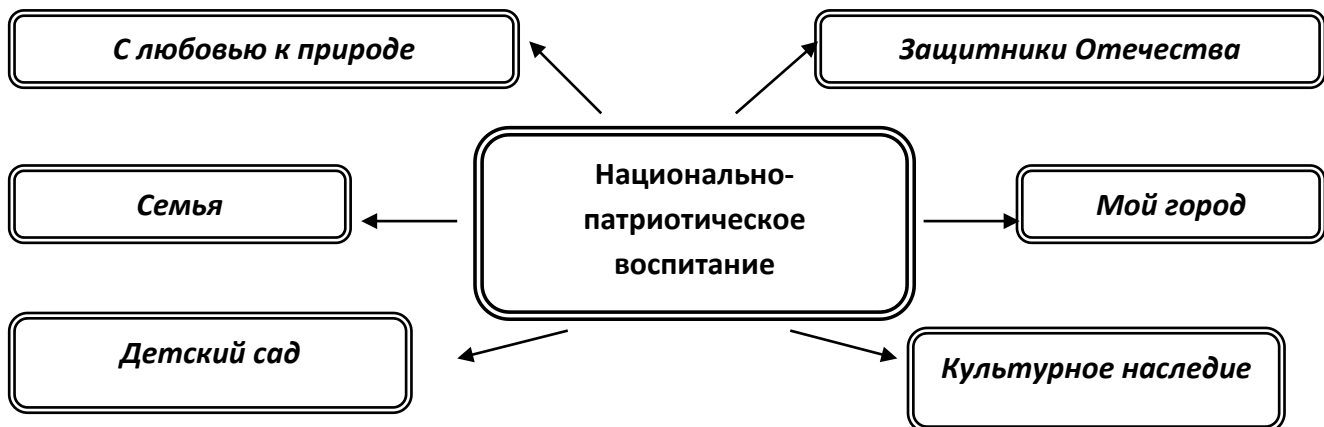 С любовью к природе
Защитники Отечества
Национально-
патриотическое
воспитание
Семья
Мой город
Детский сад
Культурное наследие